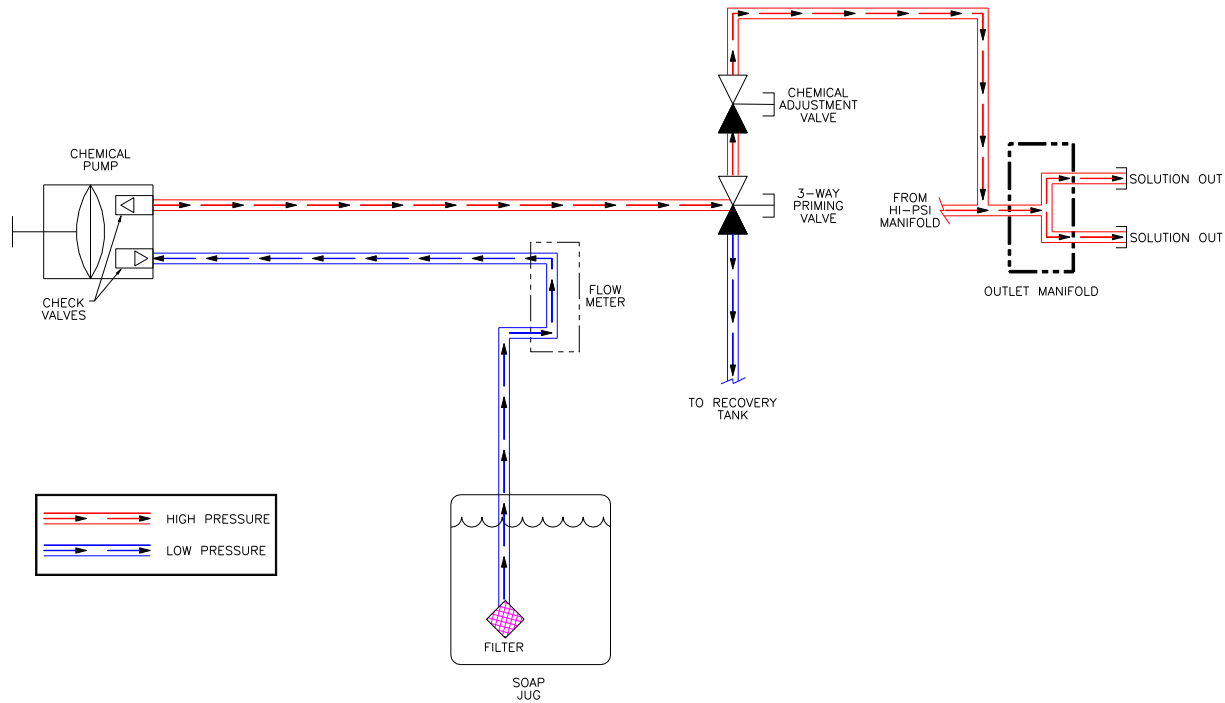 CHEMICAL
ADJUSTMENT
VALVE
CHEMICAL
PUMP
3-WAY
PRIMING
VALVE
FROM
HI-PSI
MANIFOLD
SOLUTION OUT
SOLUTION OUT
OUTLET MANIFOLD
CHECK
VALVES
FLOW
METER
TO RECOVERY
TANK
HIGH PRESSURE
LOW PRESSURE
FILTER
SOAP
JUG